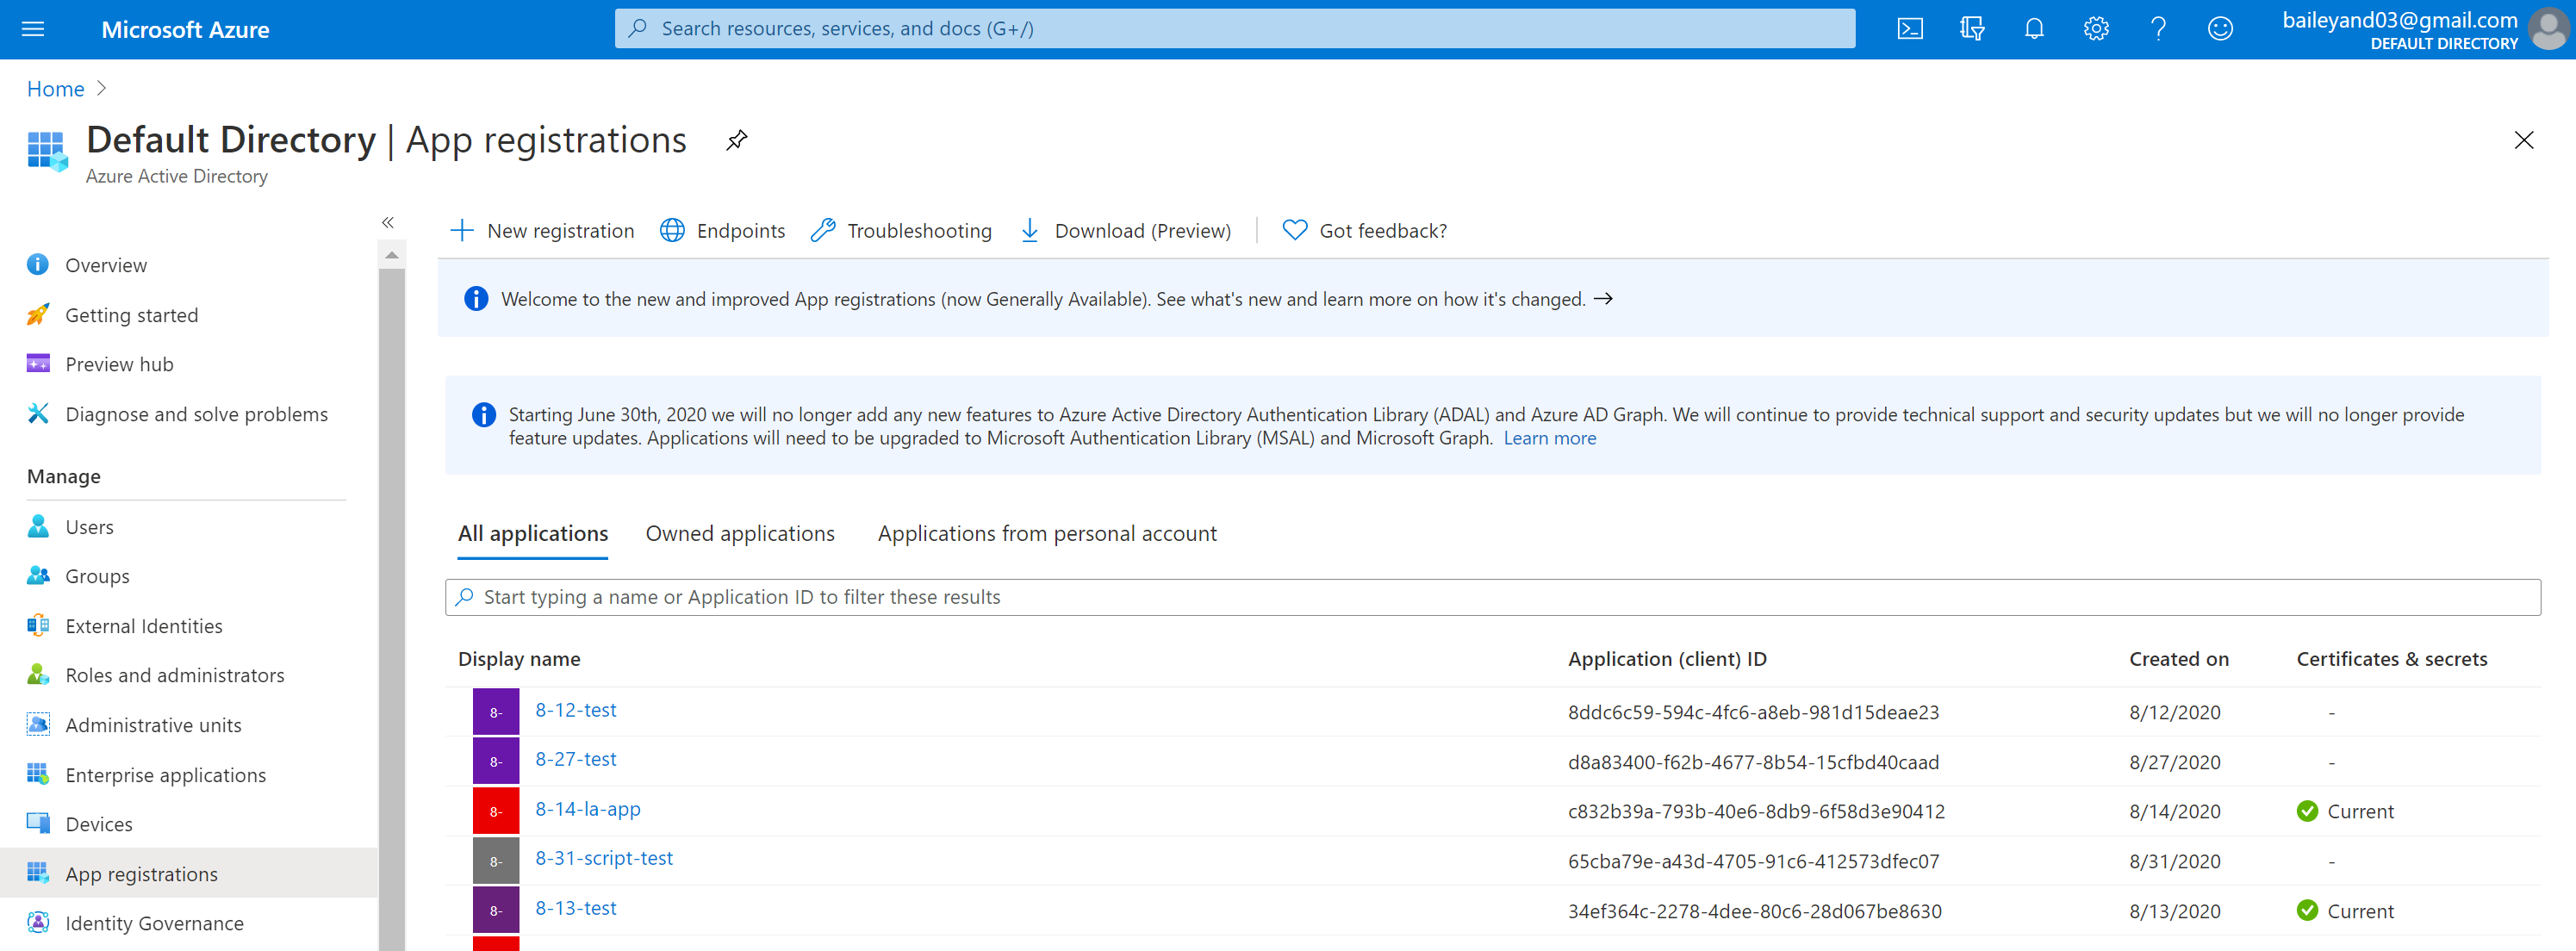 Microsoft Azure
Search resources, services, and docs (G+/)
baileyand03@gmail.com
DEFAULT DIRECTORY
Home
Default Directory | App registrations
Azure Active Directory
Overview
Getting started
Preview hub
Diagnose and solve problems
Manage
Users
Groups
External Identities
Roles and administrators
Administrative units
Enterprise applications
Devices
App registrations
Identity Governance
New registration Endpoints Troubleshooting Download (Preview) Got feedback?
Welcome to the new and improved App registrations (now Generally Available). See what's new and learn more on how it's changed. →
Starting June 30th, 2020 we will no longer add any new features to Azure Active Directory Authentication Library (ADAL) and Azure AD Graph. We will continue to provide technical support and security updates but we will no longer provide
feature updates. Applications will need to be upgraded to Microsoft Authentication Library (MSAL) and Microsoft Graph. Learn more
All applications Owned applications Applications from personal account
Start typing a name or Application ID to filter these results
Display name Application (client) ID Created on Certificates & secrets
8- 8-12-test 8ddc6c59-594c-4fc6-a8eb-981d15deae23 8/12/2020 -
8- 8-27-test d8a83400-f62b-4677-8b54-15cfbd40caad 8/27/2020 -
8- 8-14-la-app c832b39a-793b-40e6-8db9-6f58d3e90412 8/14/2020 Current
8- 8-31-script-test 65cba79e-a43d-4705-91c6-412573dfec07 8/31/2020 -
8- 8-13-test 34ef364c-2278-4dee-80c6-28d067be8630 8/13/2020 Current